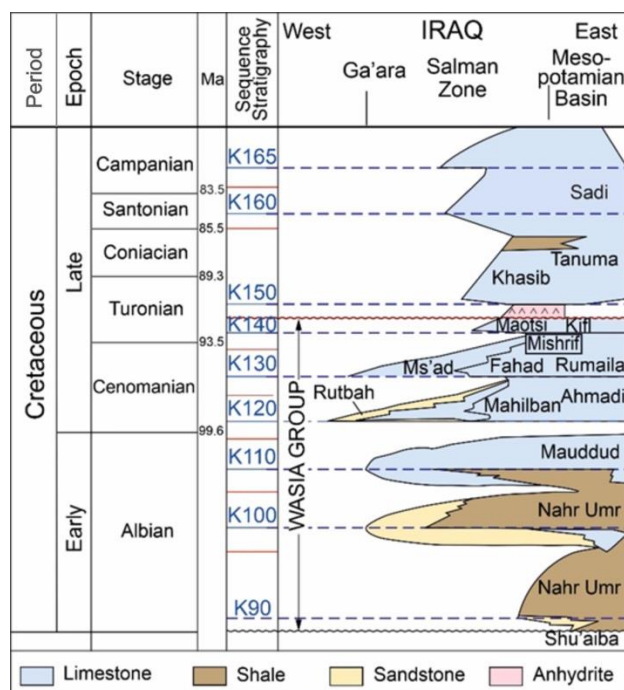 West IRAQ East
Period
Epoch
Stage
Ma
Sequence
Stratigraphy
Ga'ara
Salman
Zone
Meso-
potamian
Basin
Cretaceous
Late
Early
Campanian
Santonian
Coniacian
Turonian
Cenomanian
Albian
83.5
85.5
89.3
93.5
99.6
K165
K160
K150
K140
K130
K120
K110
K100
K90
WASIA GROUP
Sadi
Tanuma
Khasib
Maotsi Kifl
Mishrif
Ms'ad Fahad Rumaila
Rutbah
Mahilban Ahmadi
Mauddud
Nahr Umr
Nahr Umr
Shu'aiba
Limestone Shale Sandstone Anhydrite